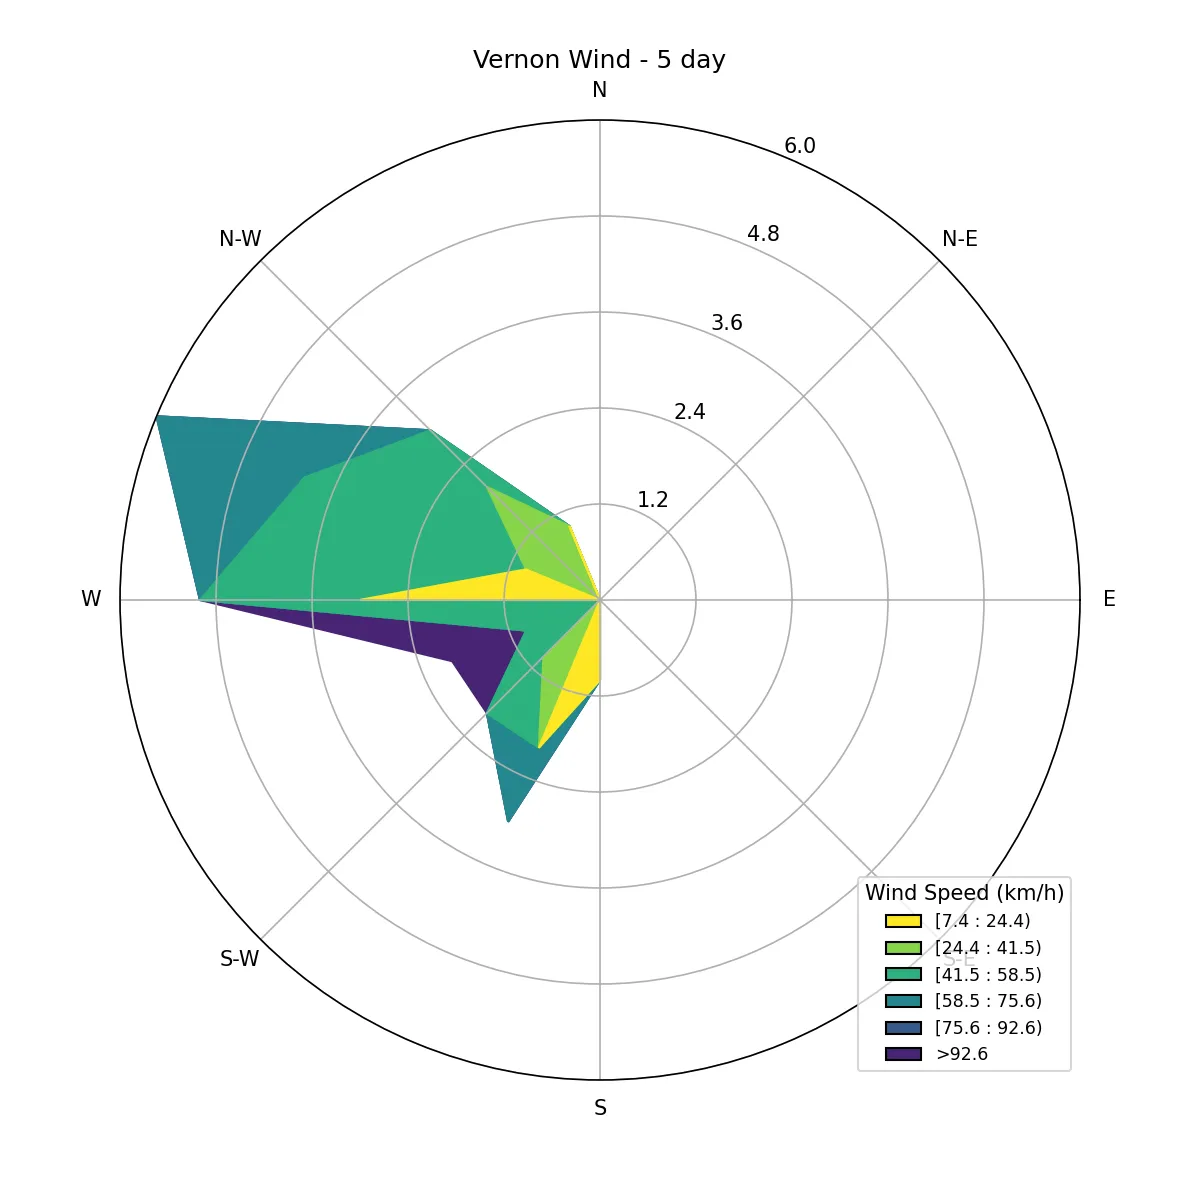 Vernon Wind - 5 day
N
6.0
N-W
N-E
4.8
3.6
2.4
1.2
W
E
Wind Speed (km/h)
[7.4 : 24.4)
[24.4 : 41.5)
S-W
S-E
[41.5 : 58.5)
[58.5 : 75.6)
[75.6 : 92.6)
>92.6
S